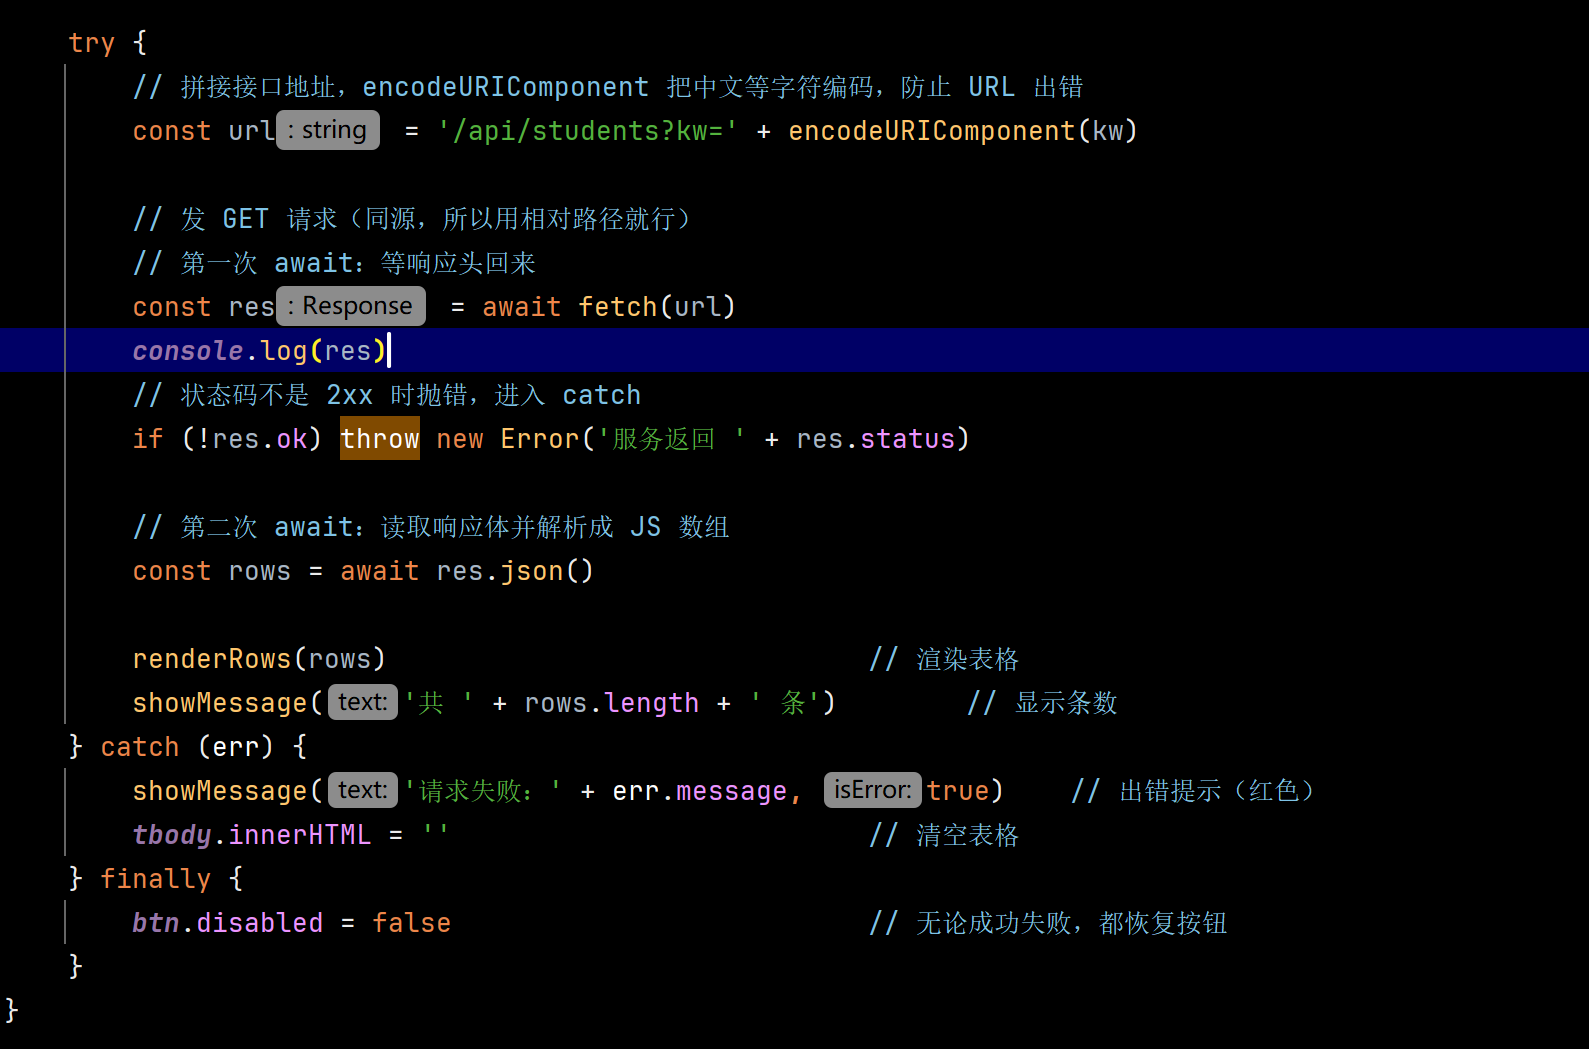 try {
// 拼接接口地址，encodeURIComponent 把中文等字符编码，防止 URL 出错
const url : string = '/api/students?kw=' + encodeURIComponent(kw)
// 发 GET 请求（同源，所以用相对路径就行）
// 第一次 await：等响应头回来
const res : Response = await fetch(url)
console.log(res)
// 状态码不是 2xx 时抛错，进入 catch
if (!res.ok) throw new Error('服务返回 ' + res.status)
// 第二次 await：读取响应体并解析成 JS 数组
const rows = await res.json()
renderRows(rows) // 渲染表格
showMessage( text: '共 ' + rows.length + ' 条') // 显示条数
} catch (err) {
showMessage( text: '请求失败：' + err.message, isError: true) // 出错提示（红色）
tbody.innerHTML = '' // 清空表格
} finally {
btn.disabled = false // 无论成功失败，都恢复按钮
}
}